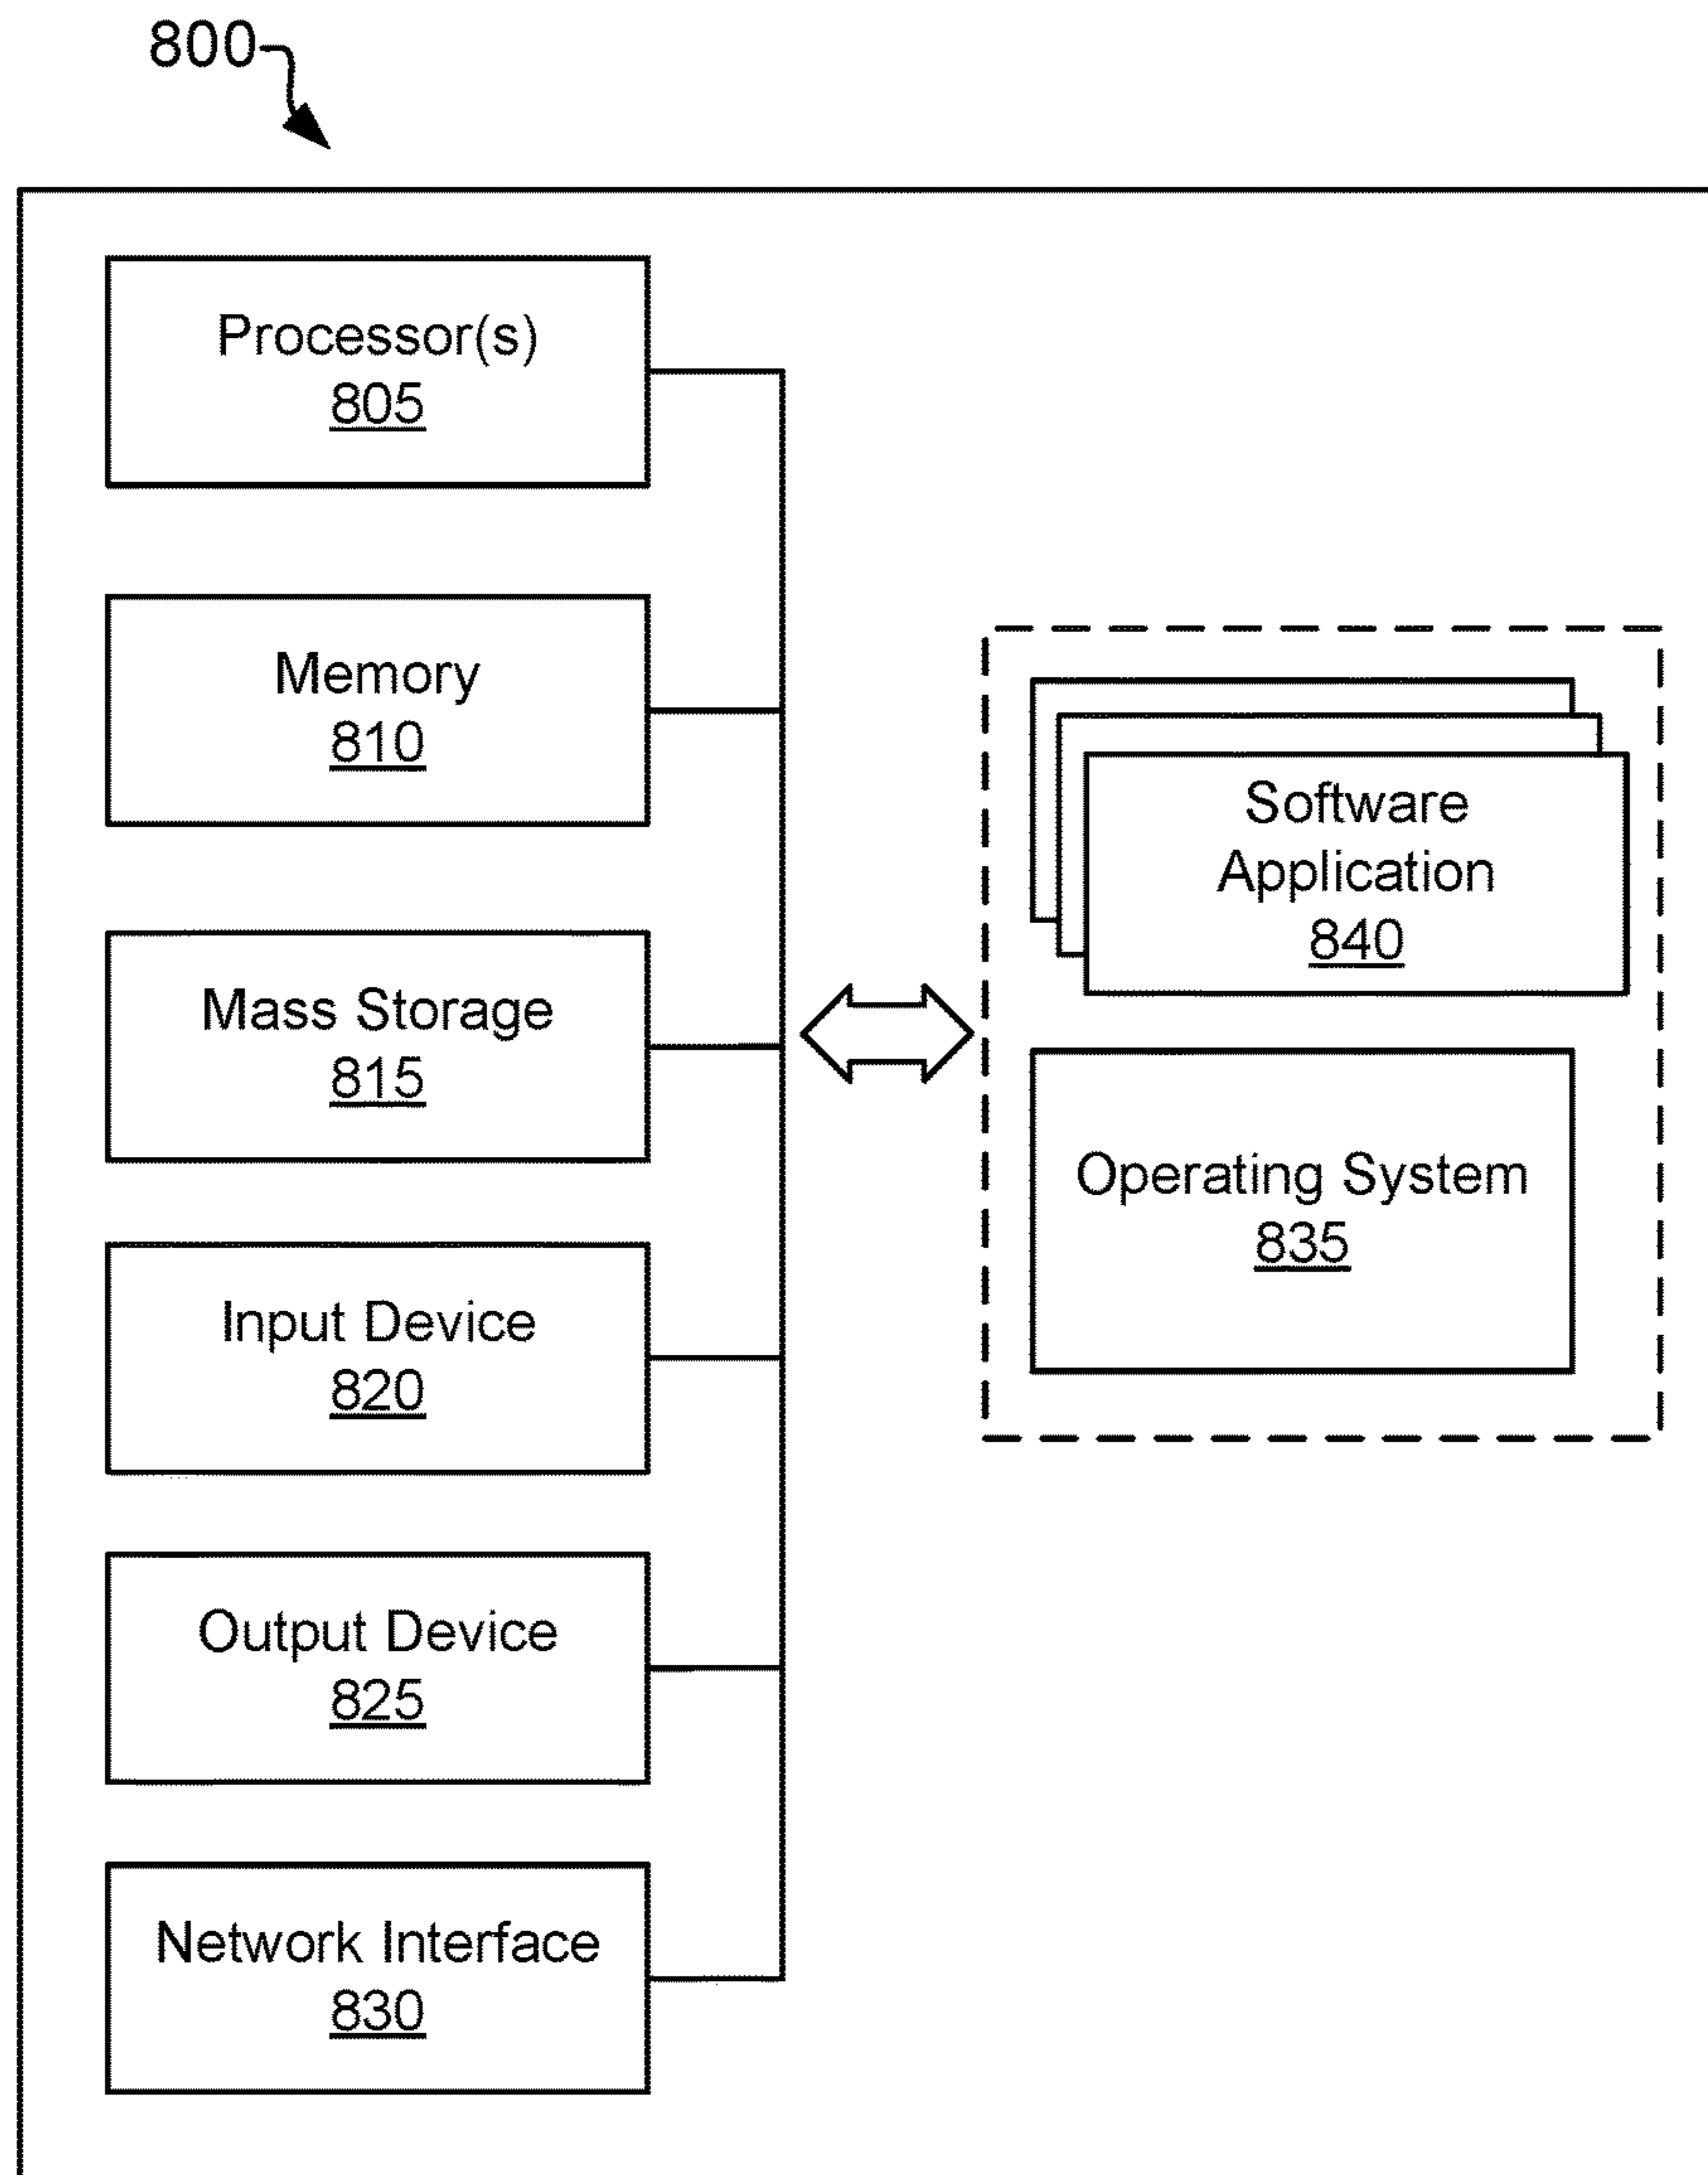 800
Processor(s)
805
Memory
810
Mass Storage
815
Input Device
820
Output Device
825
Network Interface
830
Software
Application
840
Operating System
835